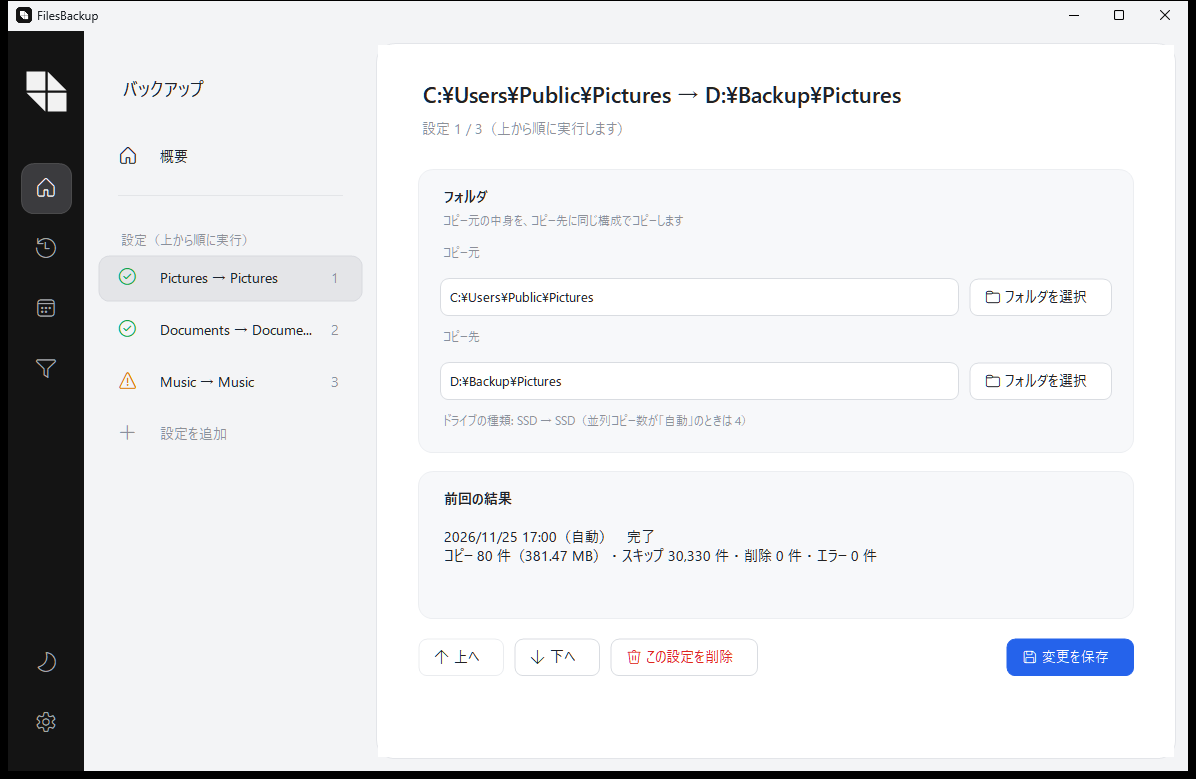 FilesBackup
バックアップ
概要
設定（上から順に実行）
Pictures → Pictures 1
Documents → Docume... 2
Music → Music 3
設定を追加
C:¥Users¥Public¥Pictures → D:¥Backup¥Pictures
設定 1 / 3（上から順に実行します）
フォルダ
コピー元の中身を、コピー先に同じ構成でコピーします
コピー元
C:¥Users¥Public¥Pictures
フォルダを選択
コピー先
D:¥Backup¥Pictures
フォルダを選択
ドライブの種類: SSD → SSD（並列コピー数が「自動」のときは 4）
前回の結果
2026/11/25 17:00（自動）　完了
コピー 80 件（381.47 MB）・スキップ 30,330 件・削除 0 件・エラー 0 件
↑ 上へ
↓ 下へ
この設定を削除
変更を保存